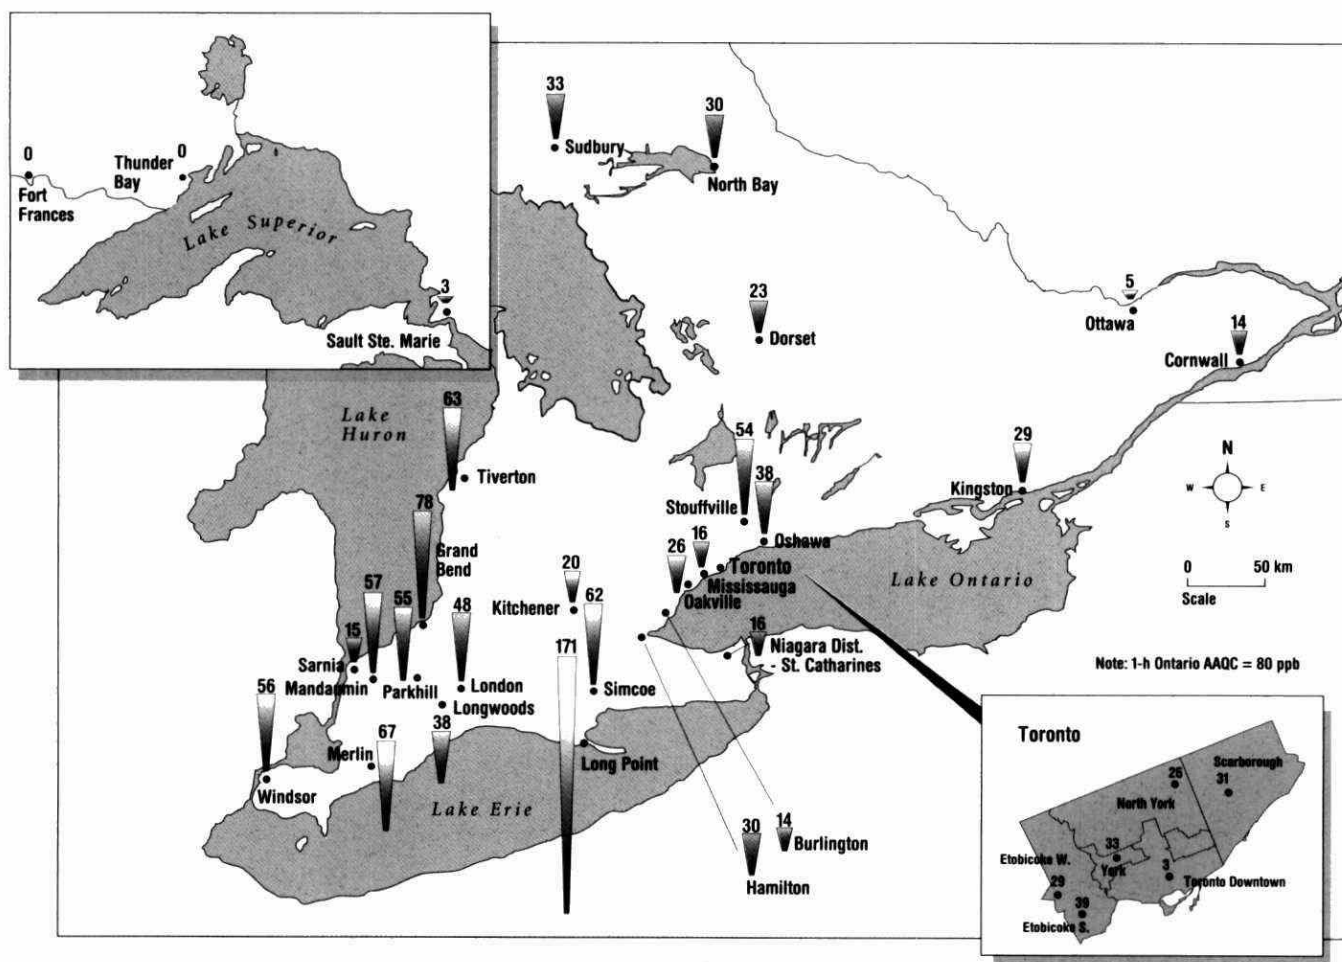 0
Fort
Frances
Thunder
Bay
0
Lake Superior
3
Sault Ste. Marie
33
Sudbury
30
North Bay
23
Dorset
5
Ottawa
14
Cornwall
Lake
Huron
63
Tiverton
78
Grand
Bend
54
Stouffville
38
Oshawa
29
Kingston
N
W
E
S
0
50 km
Scale
16
26
Toronto
Mississauga
Oakville
Lake Ontario
20
Kitchener
62
Simcoe
57
55
48
15
Sarnia
Mandaumin
Parkhill
London
Longwoods
171
16
Niagara Dist.
- St. Catharines
Note: 1-h Ontario AAQC = 80 ppb
56
Windsor
Merlin
67
38
Long Point
Lake Erie
30
Hamilton
14
Burlington
Toronto
Scarborough
31
North York
33
York
Etobicoke W.
29
39
Etobicoke S.
3
Toronto Downtown